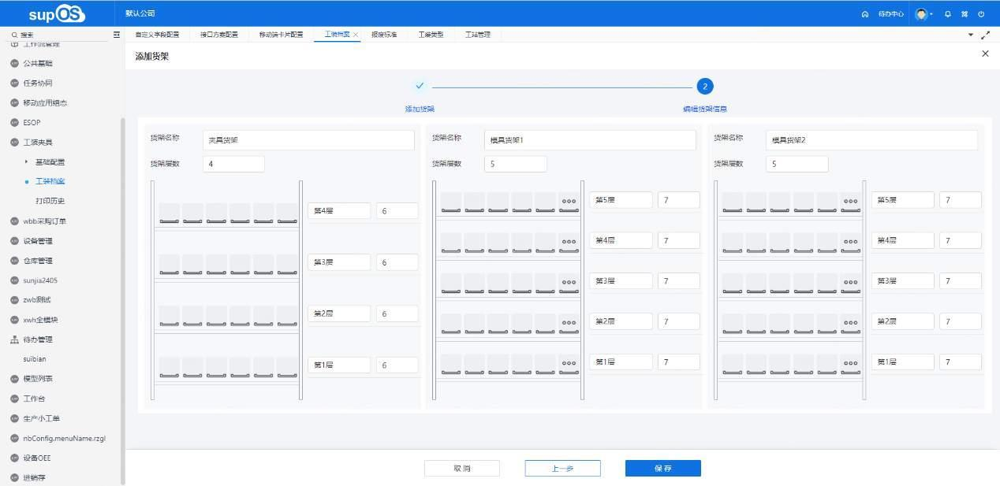 supOS
默认公司
待办中心
搜索
自定义字段配置
接口方案配置
移动端卡片配置
工装档案
报废标准
工装类型
工站管理
工作流管理
公共基础
任务协同
移动应用组态
ESOP
工装夹具
基础配置
工装档案
打印历史
wbb采购订单
设备管理
仓库管理
sunjia2405
zwb测试
xwh全模块
待办管理
suibian
模型列表
工作台
生产小工单
nbConfig.menuName.rzgl
设备OEE
进销存
添加货架
2
添加货架
编辑货架信息
货架名称
夹具货架
货架层数
4
第4层
6
第3层
6
第2层
6
第1层
6
货架名称
模具货架1
货架层数
5
第5层
7
第4层
7
第3层
7
第2层
7
第1层
7
货架名称
模具货架2
货架层数
5
第5层
7
第4层
7
第3层
7
第2层
7
第1层
7
取消
上一步
保存